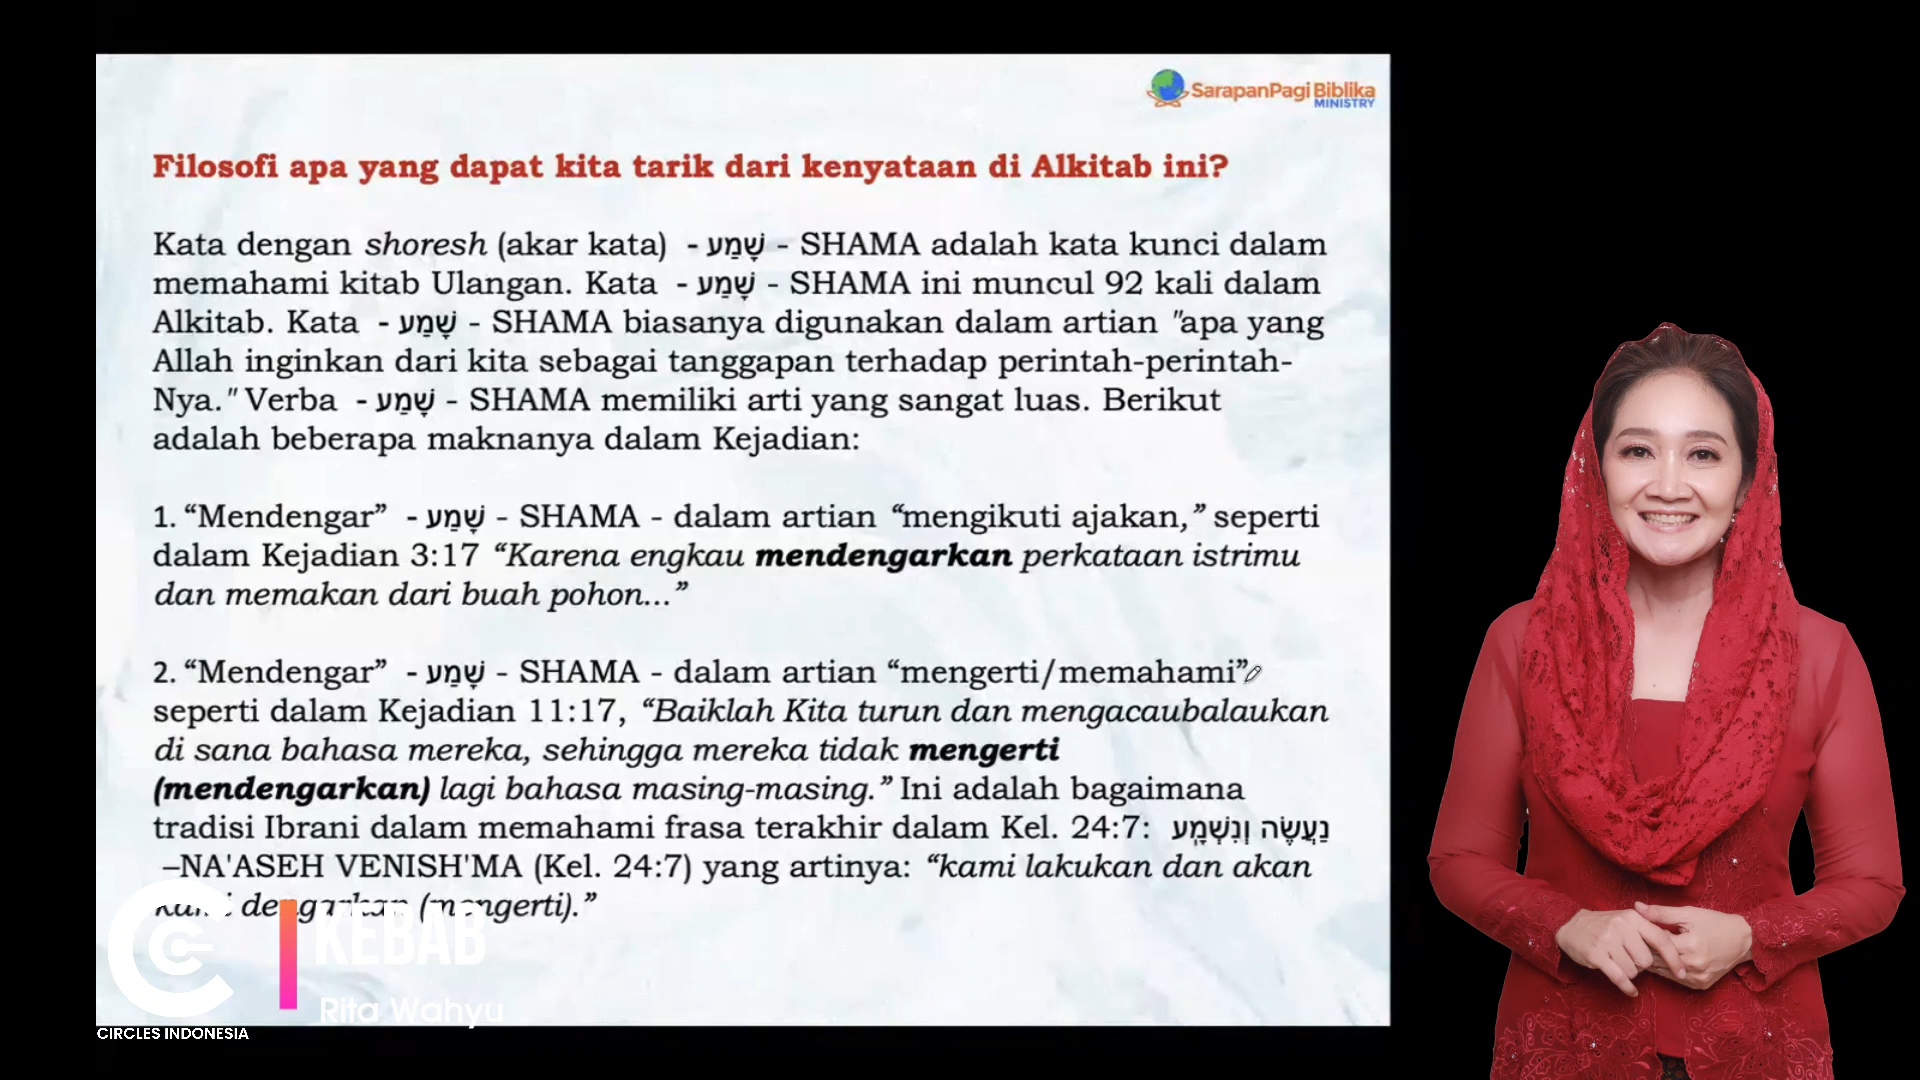 SarapanPagi Biblika
MINISTRY
Filosofi apa yang dapat kita tarik dari kenyataan di Alkitab ini?
Kata dengan shoresh (akar kata) - שָׁמַע - SHAMA adalah kata kunci dalam
memahami kitab Ulangan. Kata - שָׁמַע - SHAMA ini muncul 92 kali dalam
Alkitab. Kata - שָׁמַע - SHAMA biasanya digunakan dalam artian "apa yang
Allah inginkan dari kita sebagai tanggapan terhadap perintah-perintah-
Nya." Verba - שָׁמַע - SHAMA memiliki arti yang sangat luas. Berikut
adalah beberapa maknanya dalam Kejadian:
1. “Mendengar” - שָׁמַע - SHAMA - dalam artian “mengikuti ajakan,” seperti
dalam Kejadian 3:17 “Karena engkau mendengarkan perkataan istrimu
dan memakan dari buah pohon...”
2. “Mendengar” - שָׁמַע - SHAMA - dalam artian “mengerti/memahami”
seperti dalam Kejadian 11:17, “Baiklah Kita turun dan mengacaubalaukan
di sana bahasa mereka, sehingga mereka tidak mengerti
(mendengarkan) lagi bahasa masing-masing.” Ini adalah bagaimana
tradisi Ibrani dalam memahami frasa terakhir dalam Kel. 24:7: נַעֲשֶׂה וְנִשְׁמָע
–NA'ASEH VENISH'MA (Kel. 24:7) yang artinya: “kami lakukan dan akan
kami dengarkan (mengerti).”
KEBAB
Rita Wahyu
CIRCLES INDONESIA